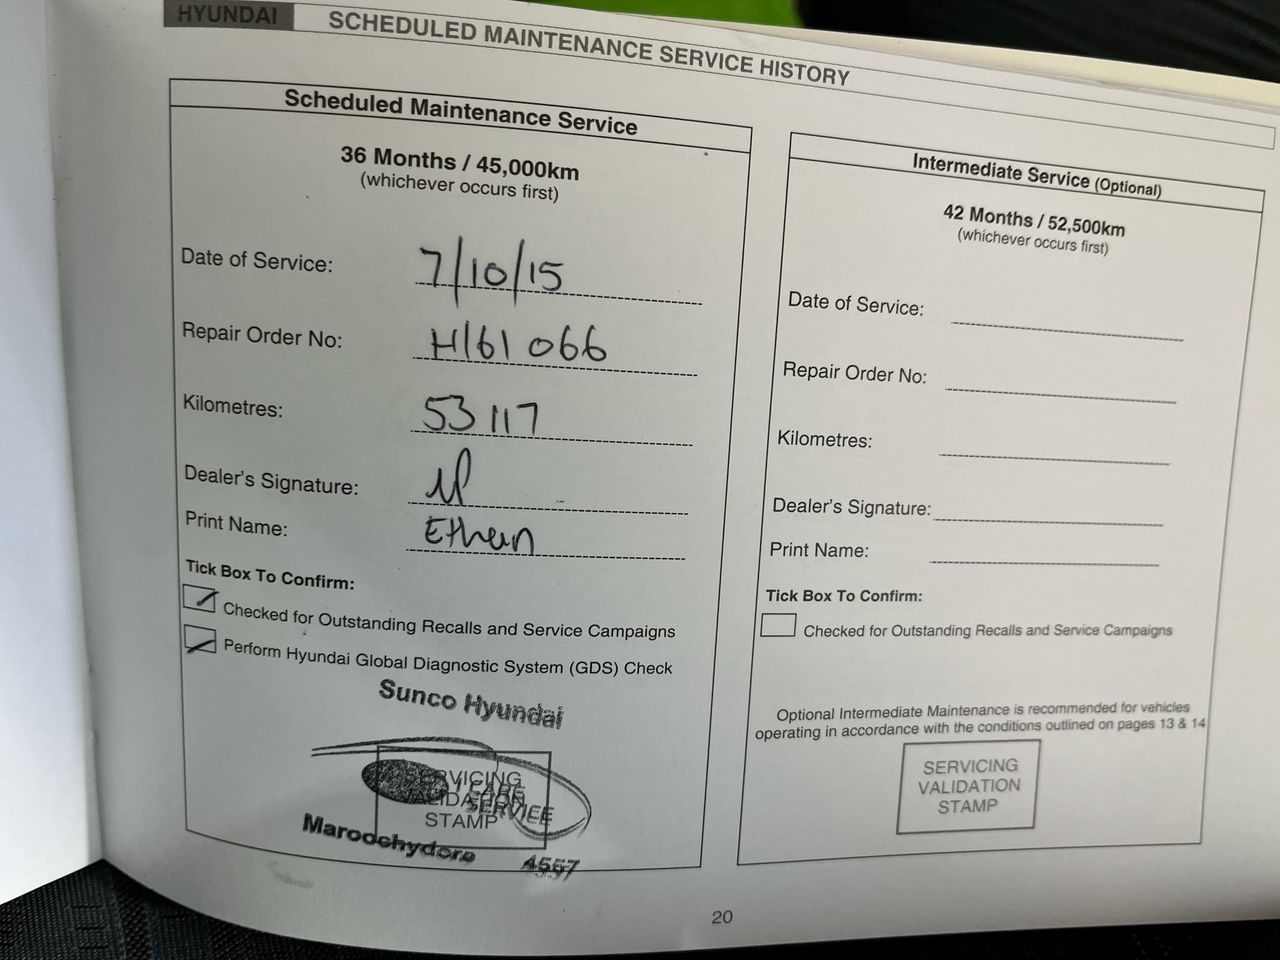 HYUNDAI
SCHEDULED MAINTENANCE SERVICE HISTORY
Scheduled Maintenance Service
36 Months / 45,000km
(whichever occurs first)
Date of Service: 7/10/15
Repair Order No: H161066
Kilometres: 53117
Dealer's Signature:
Print Name: Ethan
Tick Box To Confirm:
Checked for Outstanding Recalls and Service Campaigns
Perform Hyundai Global Diagnostic System (GDS) Check
Sunco Hyundai
SERVICING
I CARE
VALIDATION
SERVICE
STAMP
Maroochydore 4557
Intermediate Service (Optional)
42 Months / 52,500km
(whichever occurs first)
Date of Service:
Repair Order No:
Kilometres:
Dealer's Signature:
Print Name:
Tick Box To Confirm:
Checked for Outstanding Recalls and Service Campaigns
Optional Intermediate Maintenance is recommended for vehicles
operating in accordance with the conditions outlined on pages 13 & 14
SERVICING
VALIDATION
STAMP
20